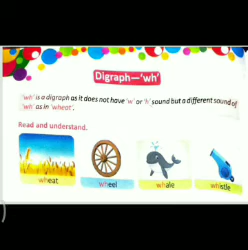 Digraph—'wh'
'wh' is a digraph as it does not have 'w' or 'h' sound but a different sound of
'wh' as in 'wheat'.
Read and understand.
wheat wheel whale whistle